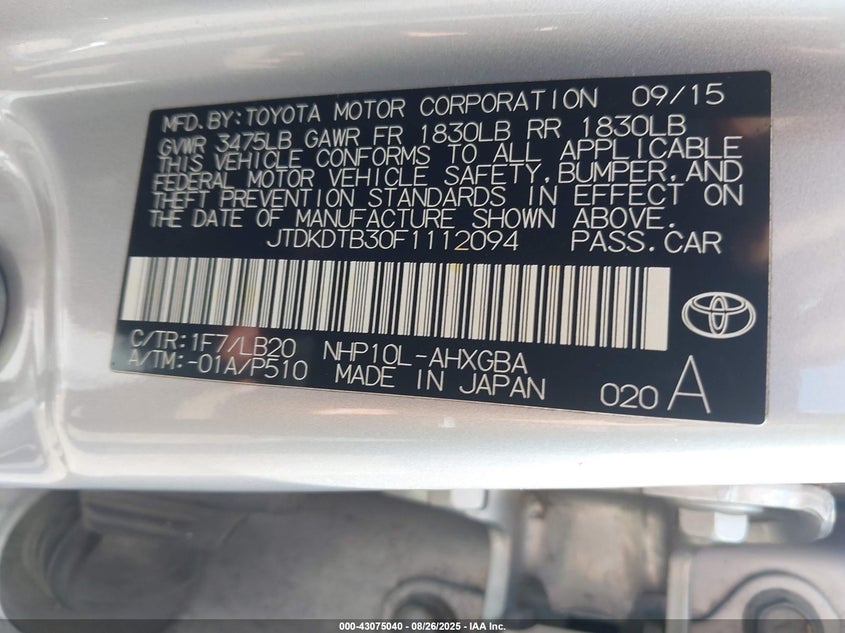 MFD.BY:TOYOTA MOTOR CORPORATION 09/15
GVWR 3475LB GAWR FR 1830LB RR 1830LB
THIS VEHICLE CONFORMS TO ALL APPLICABLE
FEDERAL MOTOR VEHICLE SAFETY,BUMPER,AND
THEFT PREVENTION STANDARDS IN EFFECT ON
THE DATE OF MANUFACTURE SHOWN ABOVE.
JTDKDTB30F1112094 PASS.CAR
C/TR:1F7/LB20 NHP10L-AHXGBA
A/TM:-01A/P510 MADE IN JAPAN 020 A
000-43075040 - 08/26/2025 - IAA Inc.